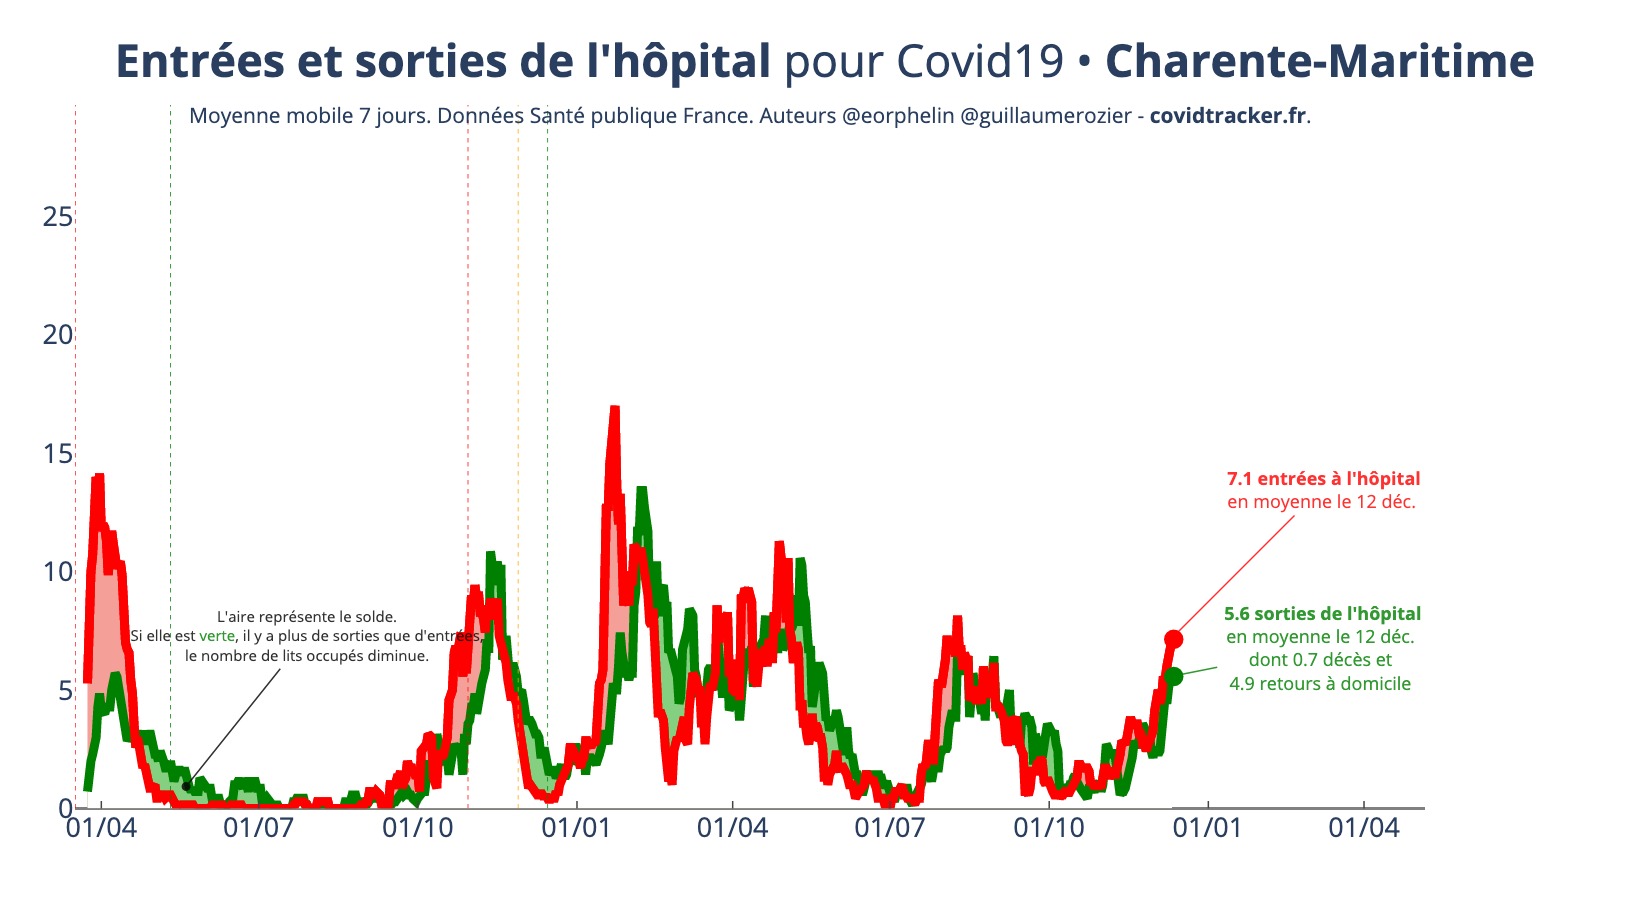 Entrées et sorties de l'hôpital pour Covid19 • Charente-Maritime
Moyenne mobile 7 jours. Données Santé publique France. Auteurs @eorphelin @guillaumerozier - covidtracker.fr.
25
20
15
10
5
0
7.1 entrées à l'hôpital
en moyenne le 12 déc.
5.6 sorties de l'hôpital
en moyenne le 12 déc.
dont 0.7 décès et
4.9 retours à domicile
L'aire représente le solde.
Si elle est verte, il y a plus de sorties que d'entrées,
le nombre de lits occupés diminue.
01/04 01/07 01/10 01/01 01/04 01/07 01/10 01/01 01/04